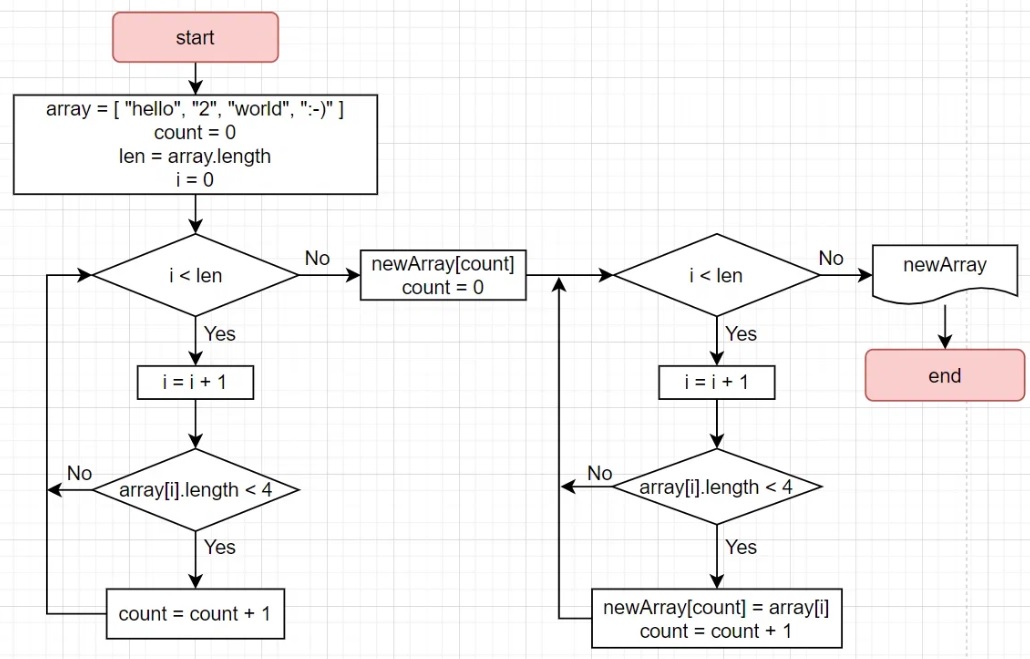 start
array = [ "hello", "2", "world", ":-)" ]
count = 0
len = array.length
i = 0
i < len
No
newArray[count]
count = 0
Yes
i = i + 1
array[i].length < 4
No
Yes
count = count + 1
i < len
No
newArray
end
Yes
i = i + 1
array[i].length < 4
No
Yes
newArray[count] = array[i]
count = count + 1